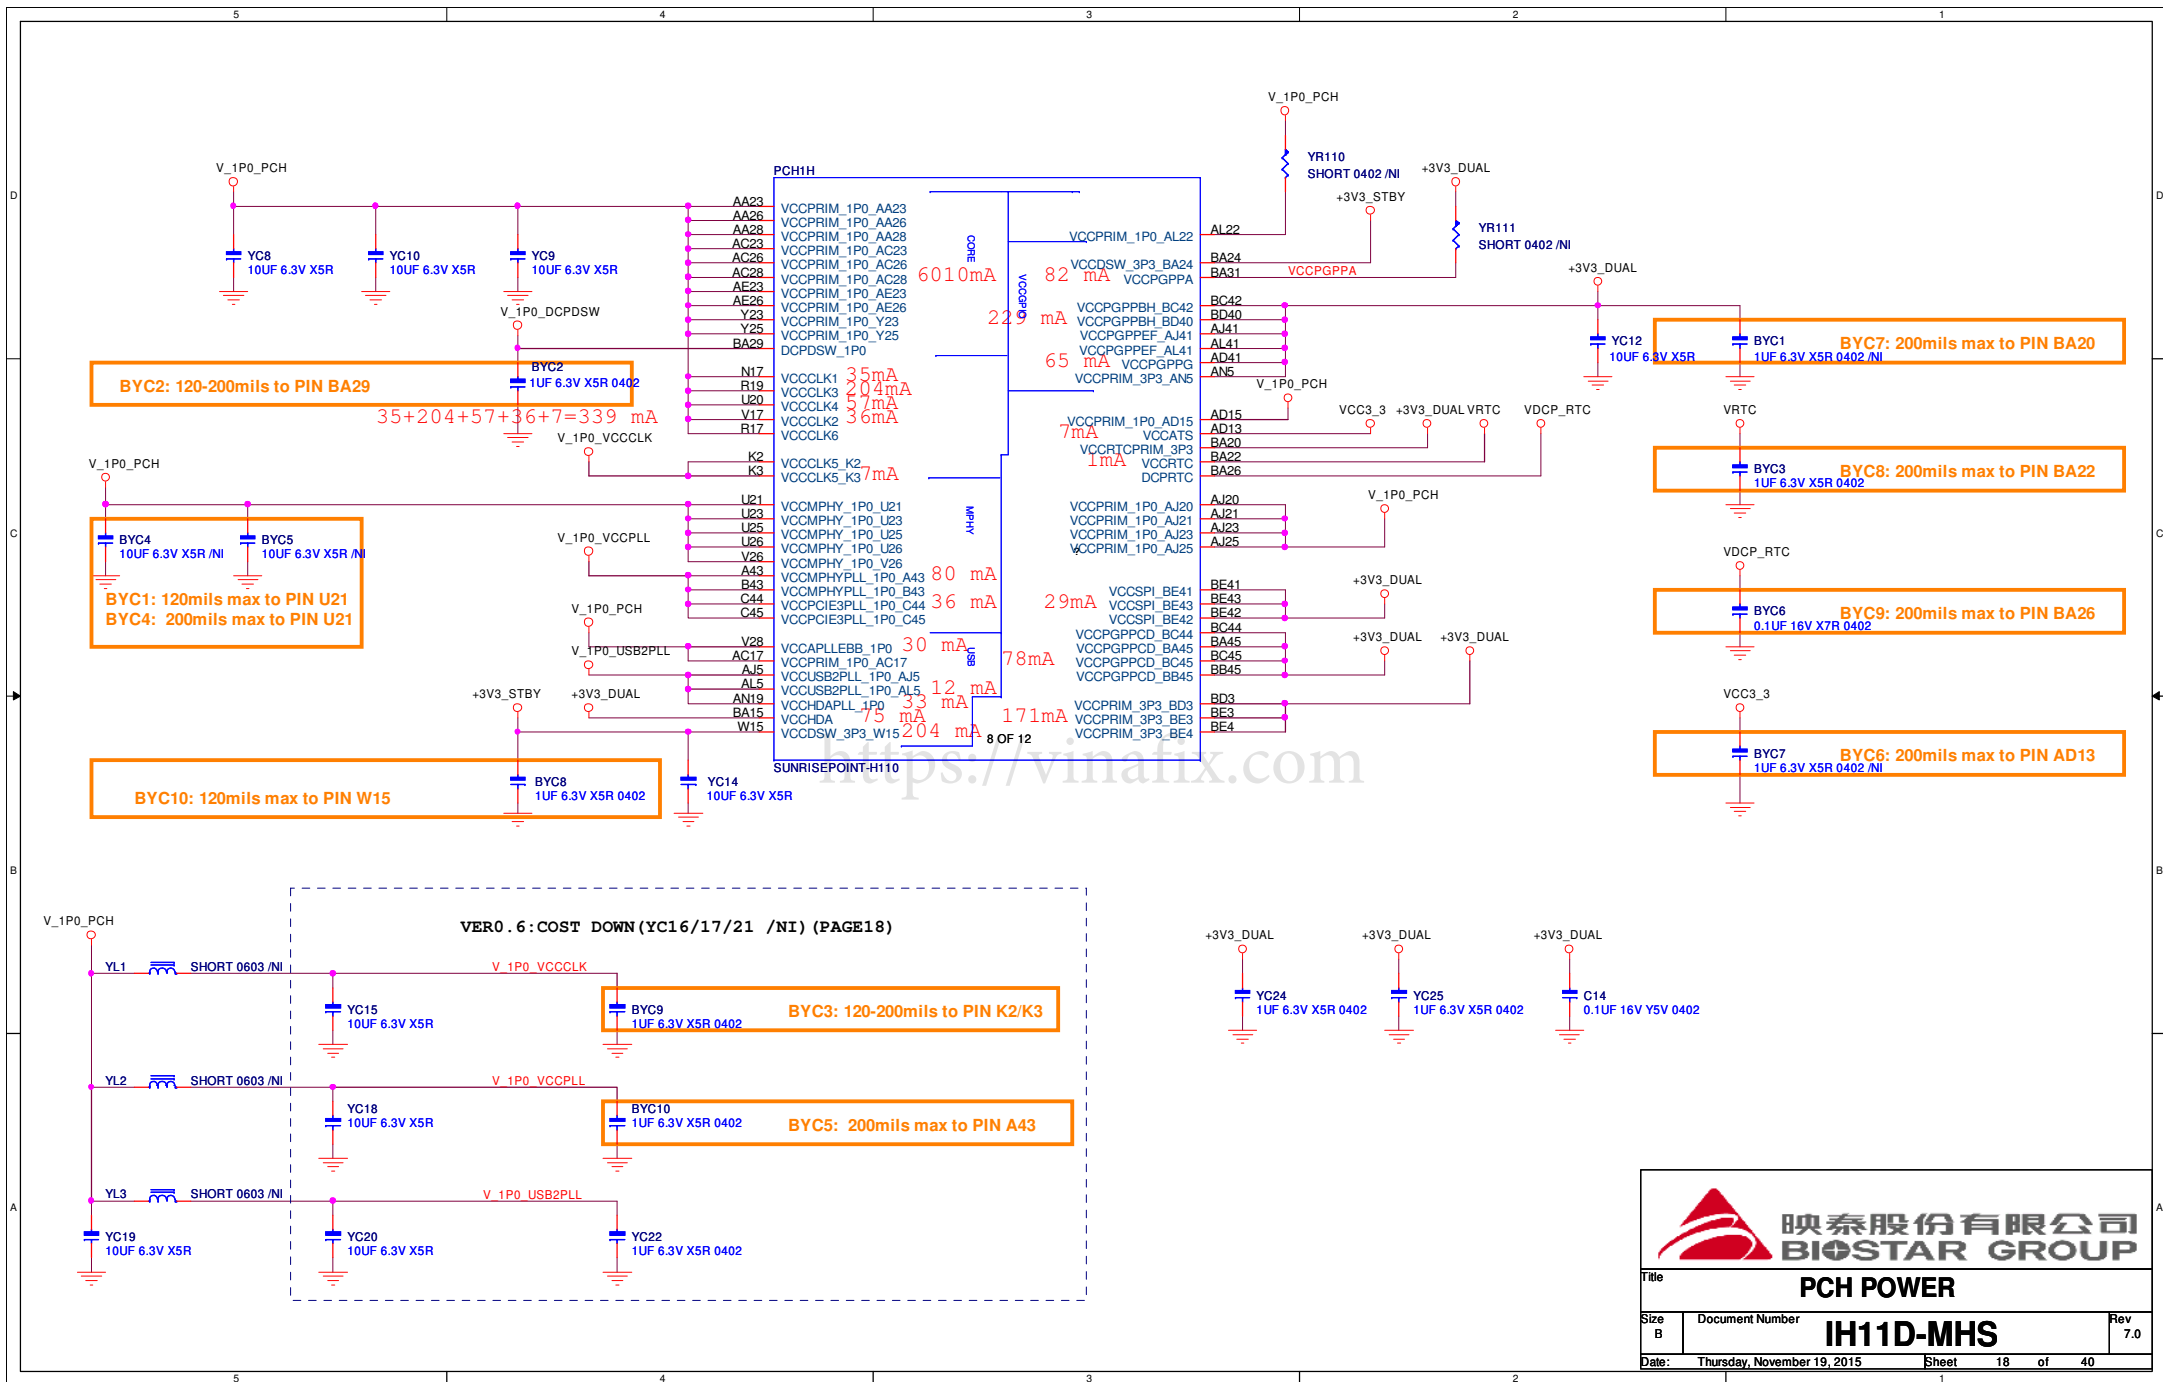 5 4 3 2 1
D
C
B
A
V_1P0_PCH
YC8
10UF 6.3V X5R
YC10
10UF 6.3V X5R
YC9
10UF 6.3V X5R
V_1P0_DCPDSW
BYC2
1UF 6.3V X5R 0402
BYC2: 120-200mils to PIN BA29
35+204+57+36+7=339 mA
V_1P0_VCCCLK
V_1P0_PCH
BYC4
10UF 6.3V X5R /NI
BYC5
10UF 6.3V X5R /NI
BYC1: 120mils max to PIN U21
BYC4: 200mils max to PIN U21
V_1P0_VCCPLL
V_1P0_PCH
V_1P0_USB2PLL
+3V3_STBY
+3V3_DUAL
BYC8
1UF 6.3V X5R 0402
YC14
10UF 6.3V X5R
BYC10: 120mils max to PIN W15
PCH1H
AA23 VCCPRIM_1P0_AA23
AA26 VCCPRIM_1P0_AA26
AA28 VCCPRIM_1P0_AA28
AC23 VCCPRIM_1P0_AC23
AC26 VCCPRIM_1P0_AC26
AC28 VCCPRIM_1P0_AC28
AE23 VCCPRIM_1P0_AE23
AE26 VCCPRIM_1P0_AE26
Y23 VCCPRIM_1P0_Y23
Y25 VCCPRIM_1P0_Y25
BA29 DCPDSW_1P0
N17 VCCCLK1 35mA
R19 VCCCLK3 204mA
U20 VCCCLK4 57mA
V17 VCCCLK2 36mA
R17 VCCCLK6
K2 VCCCLK5_K2
K3 VCCCLK5_K3 7mA
U21 VCCMPHY_1P0_U21
U23 VCCMPHY_1P0_U23
U25 VCCMPHY_1P0_U25
U26 VCCMPHY_1P0_U26
V26 VCCMPHY_1P0_V26
A43 VCCMPHYPLL_1P0_A43 80 mA
B43 VCCMPHYPLL_1P0_B43
C44 VCCPCIE3PLL_1P0_C44 36 mA
C45 VCCPCIE3PLL_1P0_C45
V28 VCCAPLLEBB_1P0 30 mA
AC17 VCCPRIM_1P0_AC17
AJ5 VCCUSB2PLL_1P0_AJ5
AL5 VCCUSB2PLL_1P0_AL5 12 mA
AN19 VCCHDAPLL_1P0 33 mA
BA15 VCCHDA 75 mA
W15 VCCDSW_3P3_W15 204 mA
CORE
6010mA
VCCGPIO
MPHY
USB
8 OF 12
SUNRISEPOINT-H110
VCCPRIM_1P0_AL22 AL22
VCCDSW_3P3_BA24 BA24
82 mA VCCPGPPA BA31
229 mA
VCCPGPPBH_BC42 BC42
VCCPGPPBH_BD40 BD40
VCCPGPPEF_AJ41 AJ41
VCCPGPPEF_AL41 AL41
65 mA VCCPGPPG AD41
VCCPRIM_3P3_AN5 AN5
VCCPRIM_1P0_AD15 AD15
7mA VCCATS AD13
VCCRTCPRIM_3P3 BA20
1mA VCCRTC BA22
DCPRTC BA26
VCCPRIM_1P0_AJ20 AJ20
VCCPRIM_1P0_AJ21 AJ21
VCCPRIM_1P0_AJ23 AJ23
VCCPRIM_1P0_AJ25 AJ25
?
VCCSPI_BE41 BE41
29mA VCCSPI_BE43 BE43
VCCSPI_BE42 BE42
VCCPGPPCD_BC44 BC44
VCCPGPPCD_BA45 BA45
78mA VCCPGPPCD_BC45 BC45
VCCPGPPCD_BB45 BB45
VCCPRIM_3P3_BD3 BD3
171mA VCCPRIM_3P3_BE3 BE3
VCCPRIM_3P3_BE4 BE4
https://vinafix.com
V_1P0_PCH
YR110
SHORT 0402 /NI
+3V3_STBY
+3V3_DUAL
YR111
SHORT 0402 /NI
VCCPGPPA
+3V3_DUAL
YC12
10UF 6.3V X5R
BYC1
1UF 6.3V X5R 0402 /NI
BYC7: 200mils max to PIN BA20
V_1P0_PCH
VCC3_3 +3V3_DUAL VRTC VDCP_RTC
VRTC
BYC3
1UF 6.3V X5R 0402
BYC8: 200mils max to PIN BA22
V_1P0_PCH
VDCP_RTC
BYC6
0.1UF 16V X7R 0402
BYC9: 200mils max to PIN BA26
+3V3_DUAL
+3V3_DUAL +3V3_DUAL
VCC3_3
BYC7
1UF 6.3V X5R 0402 /NI
BYC6: 200mils max to PIN AD13
V_1P0_PCH
VER0.6:COST DOWN(YC16/17/21 /NI)(PAGE18)
YL1 SHORT 0603 /NI V_1P0_VCCCLK
YC15
10UF 6.3V X5R
BYC9
1UF 6.3V X5R 0402
BYC3: 120-200mils to PIN K2/K3
YL2 SHORT 0603 /NI V_1P0_VCCPLL
YC18
10UF 6.3V X5R
BYC10
1UF 6.3V X5R 0402
BYC5: 200mils max to PIN A43
YL3 SHORT 0603 /NI V_1P0_USB2PLL
YC19
10UF 6.3V X5R
YC20
10UF 6.3V X5R
YC22
1UF 6.3V X5R 0402
+3V3_DUAL +3V3_DUAL +3V3_DUAL
YC24
1UF 6.3V X5R 0402
YC25
1UF 6.3V X5R 0402
C14
0.1UF 16V Y5V 0402
映泰股份有限公司
BIOSTAR GROUP
Title
PCH POWER
Size
B
Document Number
IH11D-MHS
Rev
7.0
Date: Thursday, November 19, 2015 Sheet 18 of 40
D
C
B
A
5 4 3 2 1